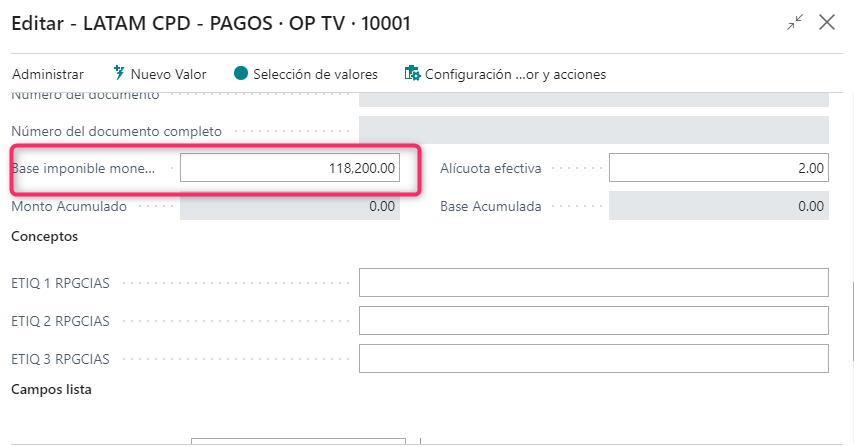 Editar - LATAM CPD - PAGOS · OP TV · 10001
Administrar Nuevo Valor Selección de valores Configuración ...or y acciones
Número del documento
Número del documento completo
Base imponible mone... 118,200.00 Alícuota efectiva 2.00
Monto Acumulado 0.00 Base Acumulada 0.00
Conceptos
ETIQ 1 RPGCIAS
ETIQ 2 RPGCIAS
ETIQ 3 RPGCIAS
Campos lista